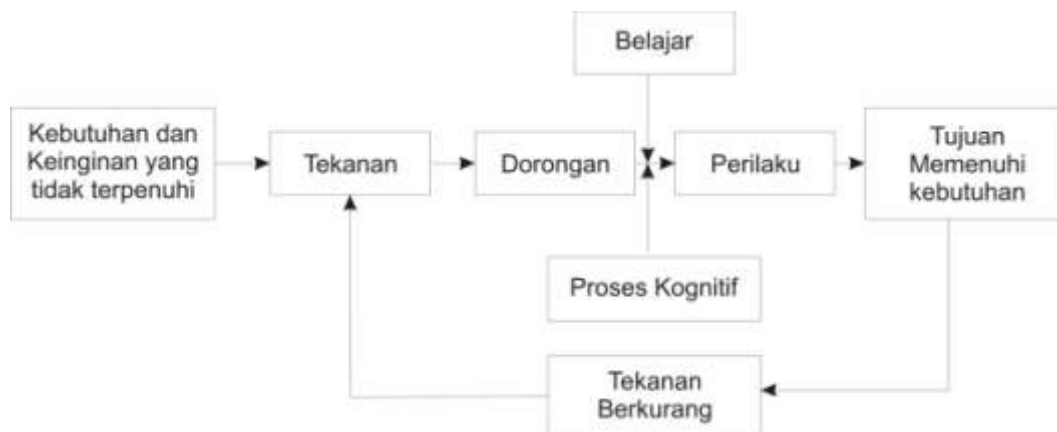 Belajar
Kebutuhan dan
Keinginan yang
tidak terpenuhi
Tekanan
Dorongan
Perilaku
Tujuan
Memenuhi
kebutuhan
Proses Kognitif
Tekanan
Berkurang